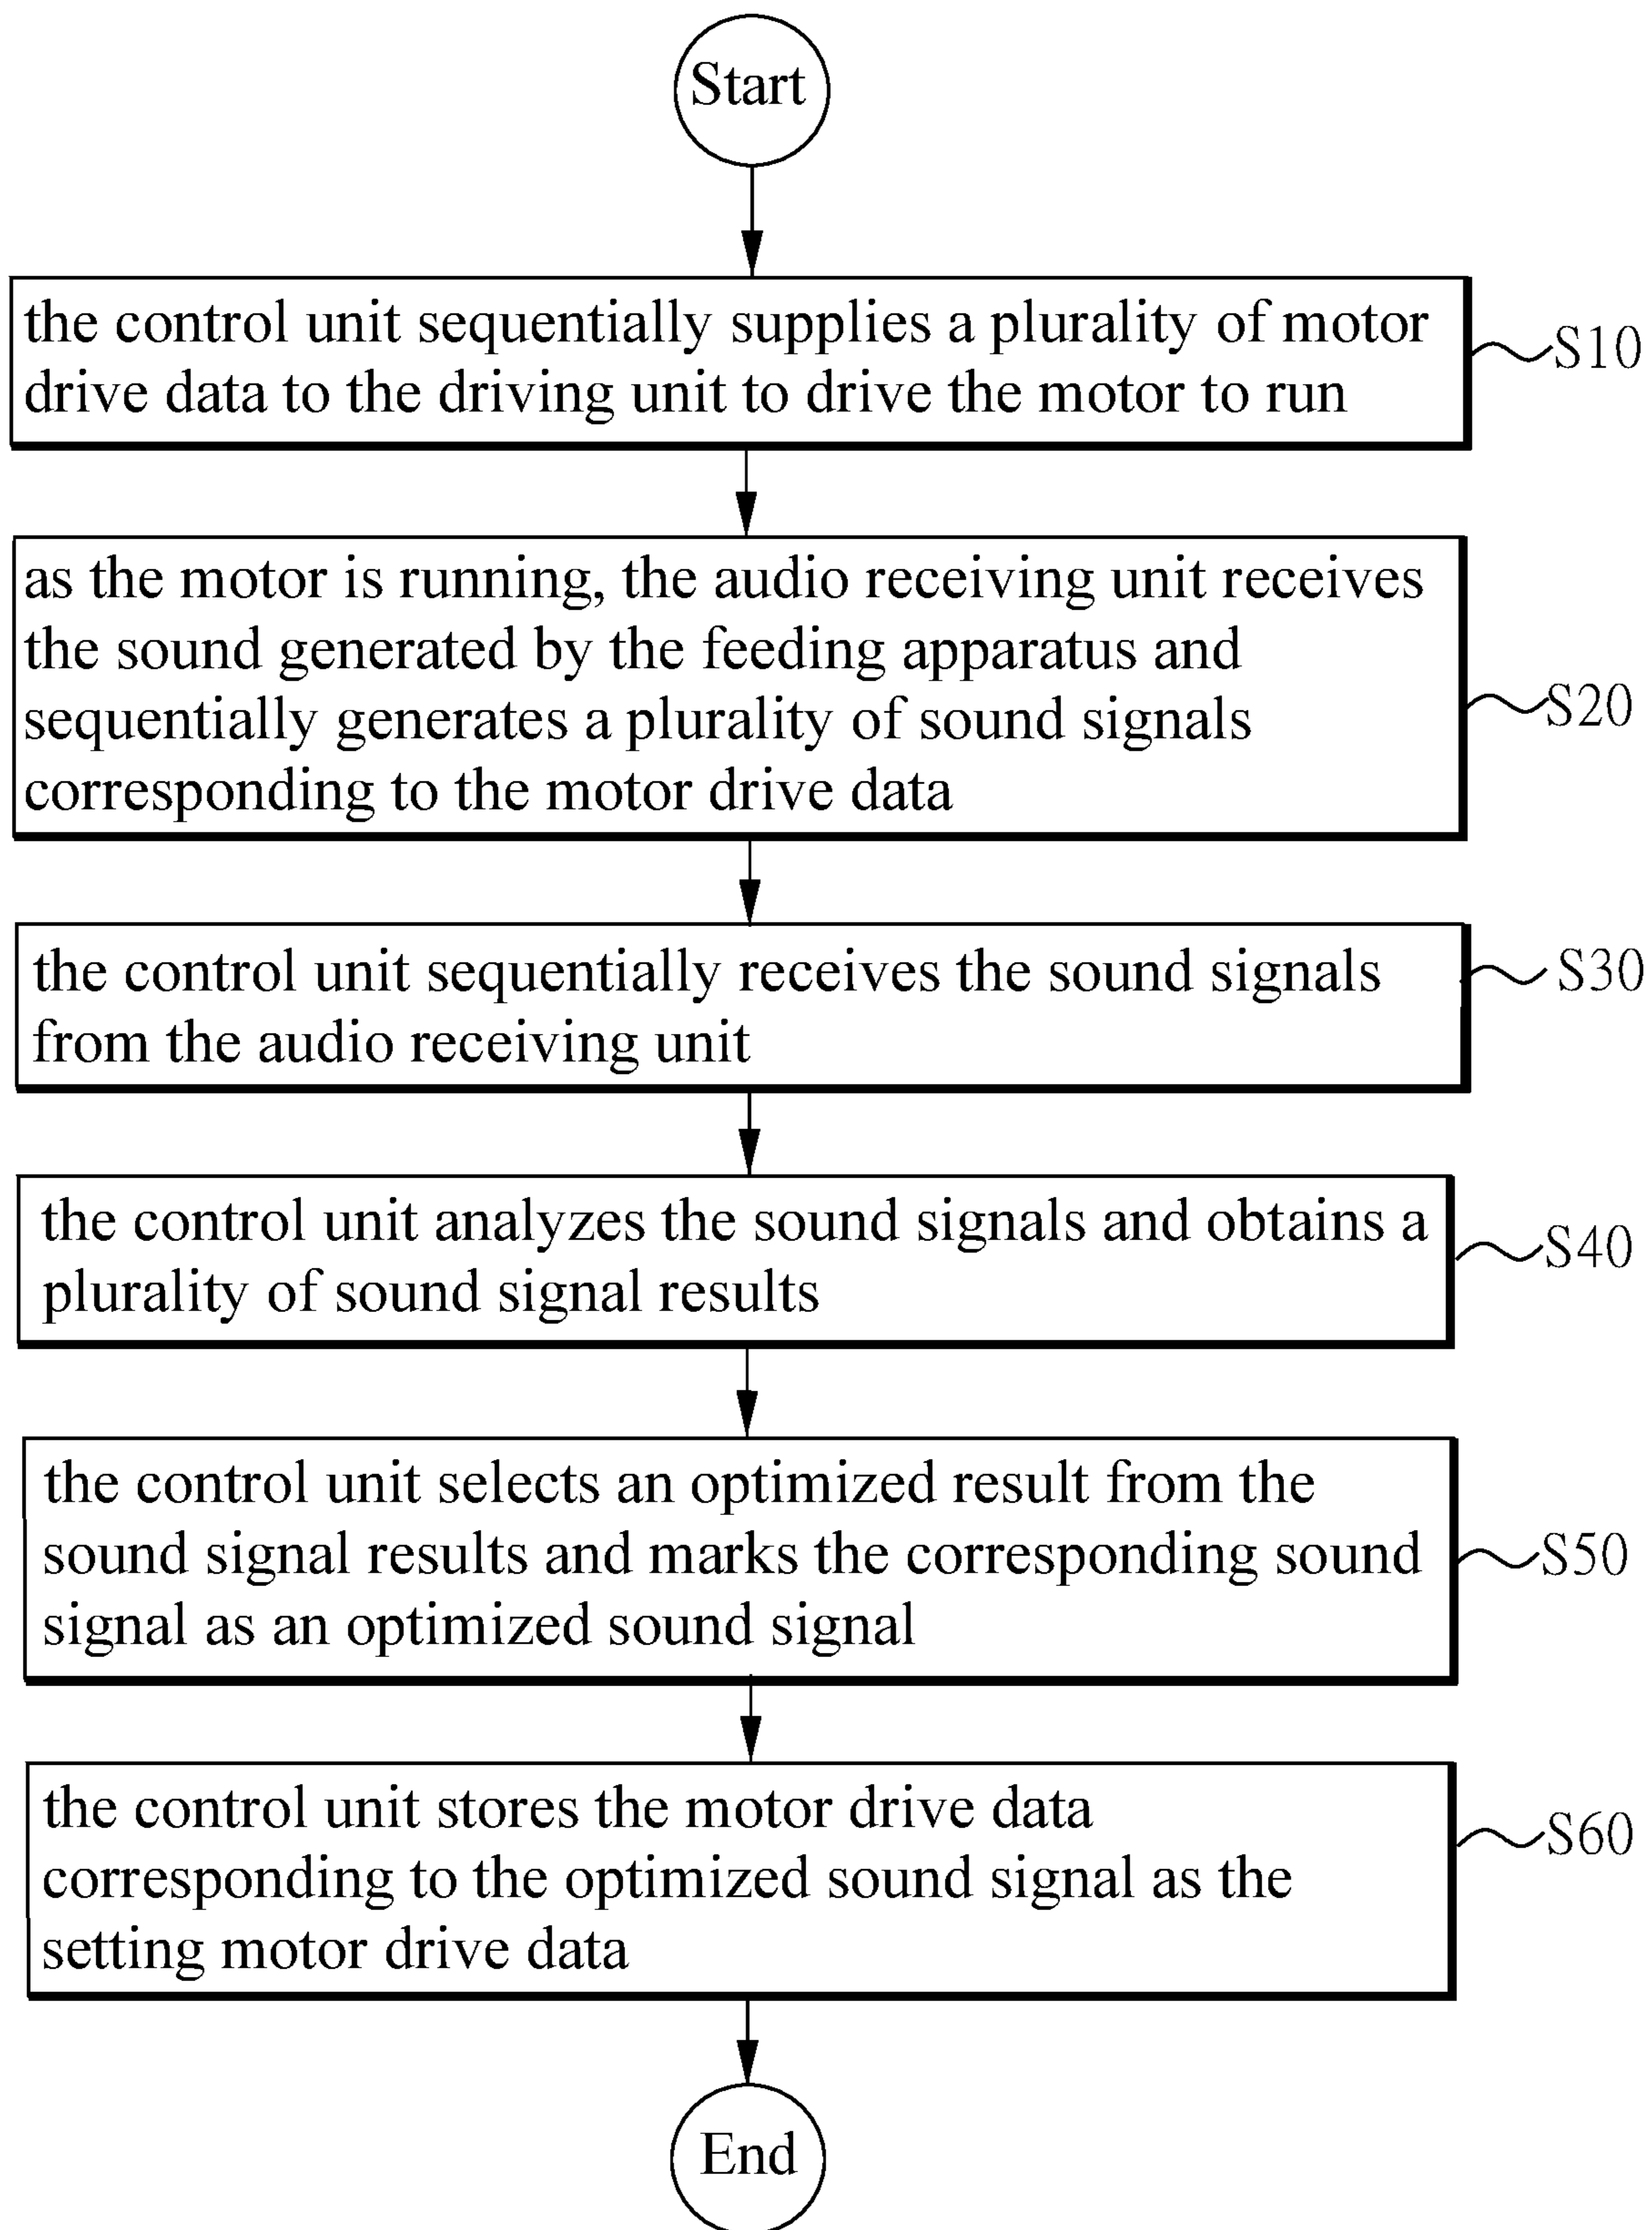 Start
the control unit sequentially supplies a plurality of motor
drive data to the driving unit to drive the motor to run
S10
as the motor is running, the audio receiving unit receives
the sound generated by the feeding apparatus and
sequentially generates a plurality of sound signals
corresponding to the motor drive data
S20
the control unit sequentially receives the sound signals
from the audio receiving unit
S30
the control unit analyzes the sound signals and obtains a
plurality of sound signal results
S40
the control unit selects an optimized result from the
sound signal results and marks the corresponding sound
signal as an optimized sound signal
S50
the control unit stores the motor drive data
corresponding to the optimized sound signal as the
setting motor drive data
S60
End